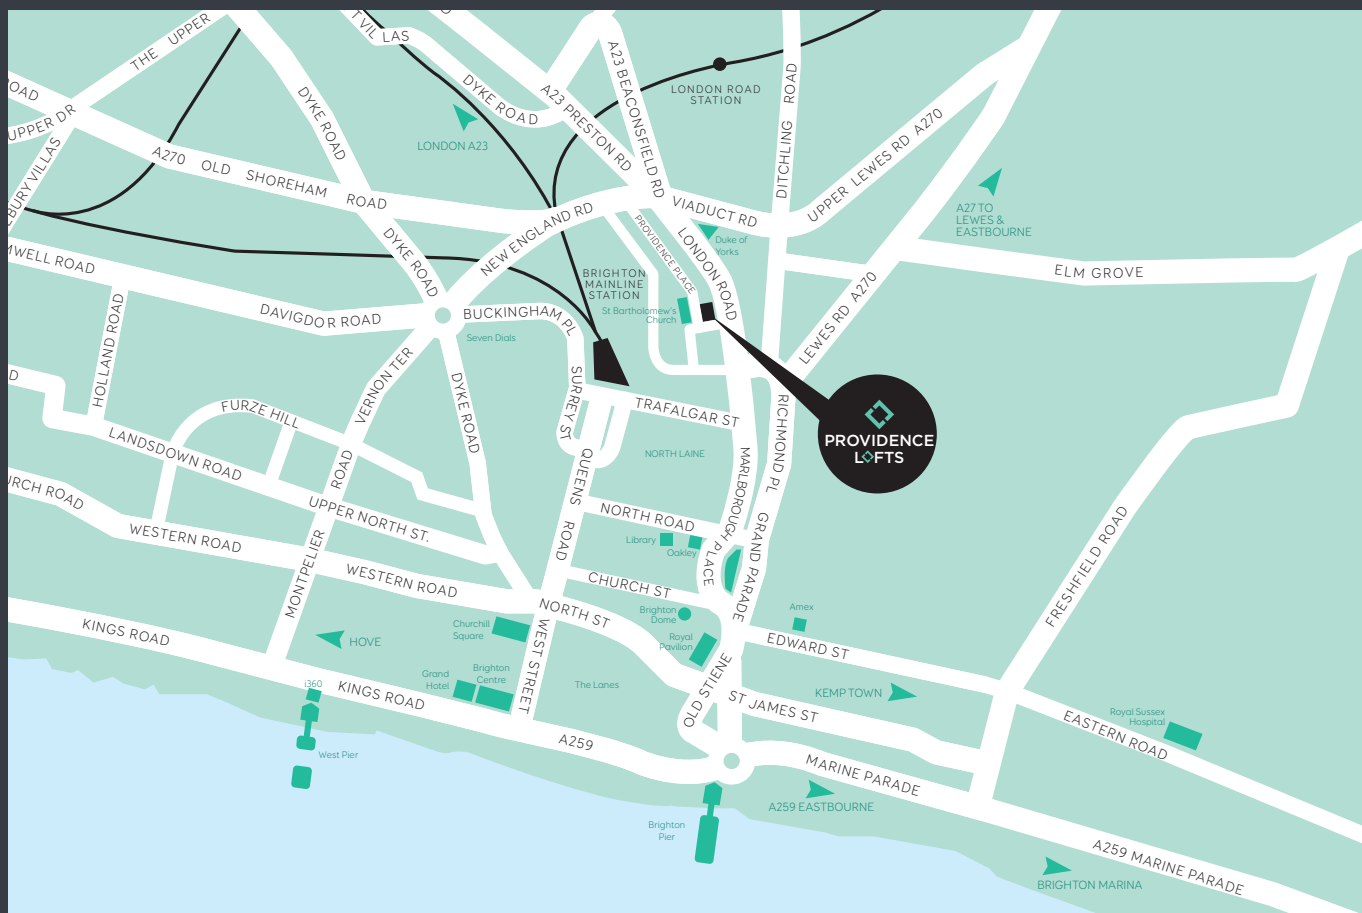 THE UPPER
T VILLAS
DYKE ROAD
DYKE ROAD
A23 PRESTON RD
A23 BEACONSFIELD RD
LONDON ROAD
STATION
DITCHLING ROAD
UPPER LEWES RD A270
ROAD
UPPER DR
EBURY VILLAS
LONDON A23
A270 OLD SHOREHAM ROAD
VIADUCT RD
A27 TO
LEWES &
EASTBOURNE
NEW ENGLAND RD
PROVIDENCE PLACE
LONDON ROAD
Duke of
Yorks
DYKE ROAD
MWELL ROAD
ELM GROVE
BRIGHTON
MAINLINE
STATION
HOLLAND ROAD
DAVIGDOR ROAD
BUCKINGHAM PL
Seven Dials
St Bartholomew's
Church
LEWES RD A270
VERNON TER
DYKE ROAD
SURREY ST
TRAFALGAR ST
RICHMOND PL
PROVIDENCE
LOFTS
D
FURZE HILL
LANDSDOWN ROAD
NORTH LAINE
QUEENS ROAD
MARLBOROUGH PLACE
URCH ROAD
MONTPELIER ROAD
UPPER NORTH ST.
NORTH ROAD
GRAND PARADE
WESTERN ROAD
Library
Oakley
FRESHFIELD ROAD
WESTERN ROAD
CHURCH ST
NORTH ST
Brighton
Dome
Amex
KINGS ROAD
HOVE
Churchill
Square
WEST STREET
Royal
Pavilion
EDWARD ST
Grand
Hotel
Brighton
Centre
The Lanes
OLD STIENE
KEMP TOWN
i360
KINGS ROAD
ST JAMES ST
Royal Sussex
Hospital
EASTERN ROAD
A259
West Pier
MARINE PARADE
A259 EASTBOURNE
Brighton
Pier
A259 MARINE PARADE
BRIGHTON MARINA